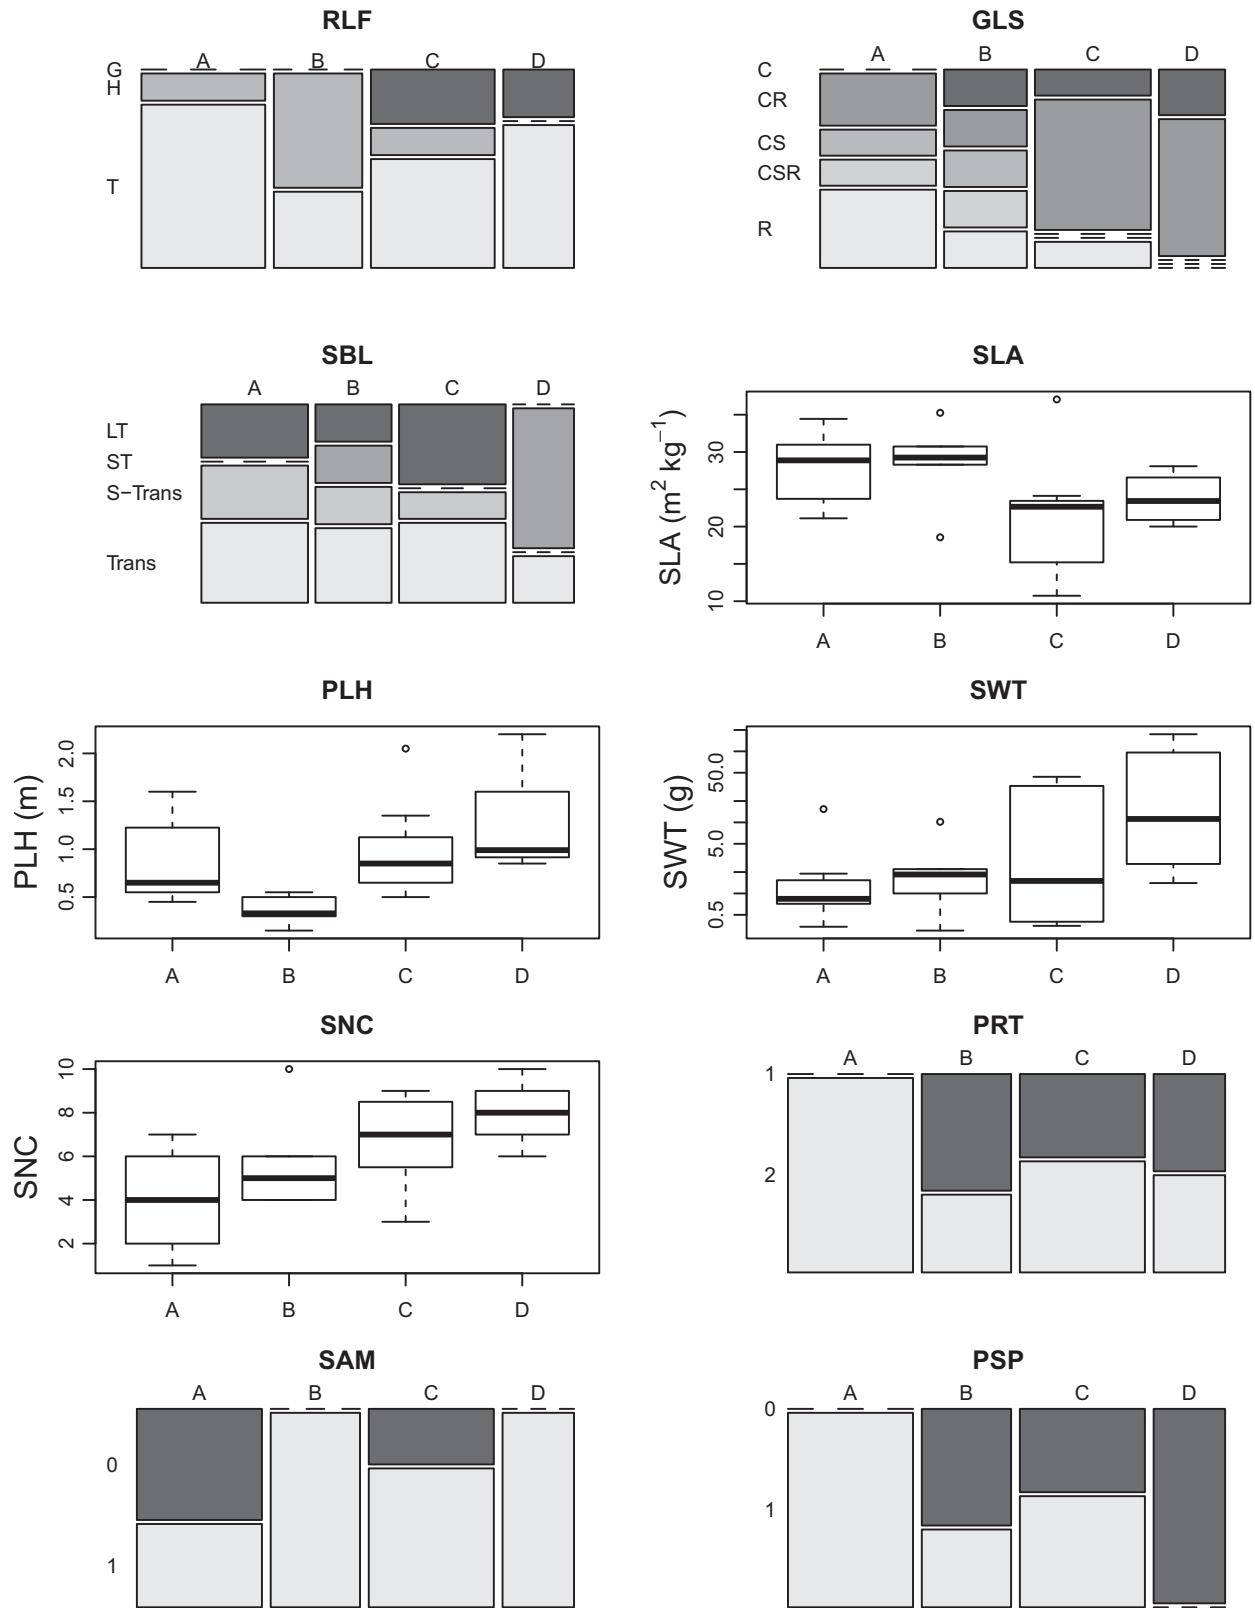 RLF
A B C D
G
H
T
GLS
A B C D
C
CR
CS
CSR
R
SBL
A B C D
LT
ST
S−Trans
Trans
SLA
SLA (m² kg⁻¹)
10 20 30
A B C D
PLH
PLH (m)
0.5 1.0 1.5 2.0
A B C D
SWT
SWT (g)
0.5 5.0 50.0
A B C D
SNC
SNC
2 4 6 8 10
A B C D
PRT
A B C D
1
2
SAM
A B C D
0
1
PSP
A B C D
0
1